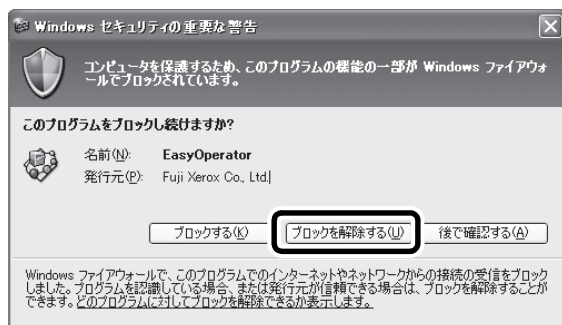 Windows セキュリティの重要な警告
コンピュータを保護するため、このプログラムの機能の一部が Windows ファイアウォ
ールでブロックされています。
このプログラムをブロックし続けますか?
名前(N): EasyOperator
発行元(P): Fuji Xerox Co., Ltd.
ブロックする(K) ブロックを解除する(U) 後で確認する(A)
Windows ファイアウォールで、このプログラムでのインターネットやネットワークからの接続の受信をブロック
しました。プログラムを認識している場合、または発行元が信頼できる場合は、ブロックを解除することが
できます。どのプログラムに対してブロックを解除できるか表示します。